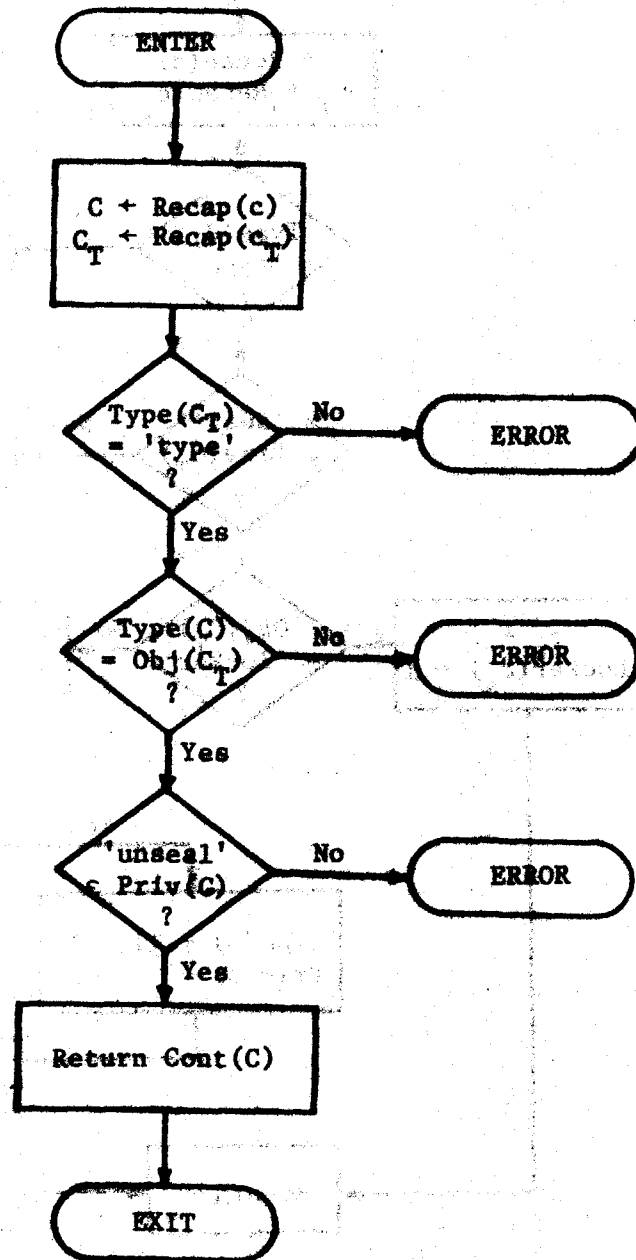 ENTER
C ← Recap(c)
C_T ← Recap(c_T)
Type(C_T)
= 'type'
?
No
ERROR
Yes
Type(C)
= Obj(C_T)
?
No
ERROR
Yes
'unseal'
ε Priv(C)
?
No
ERROR
Yes
Return Cont(C)
EXIT